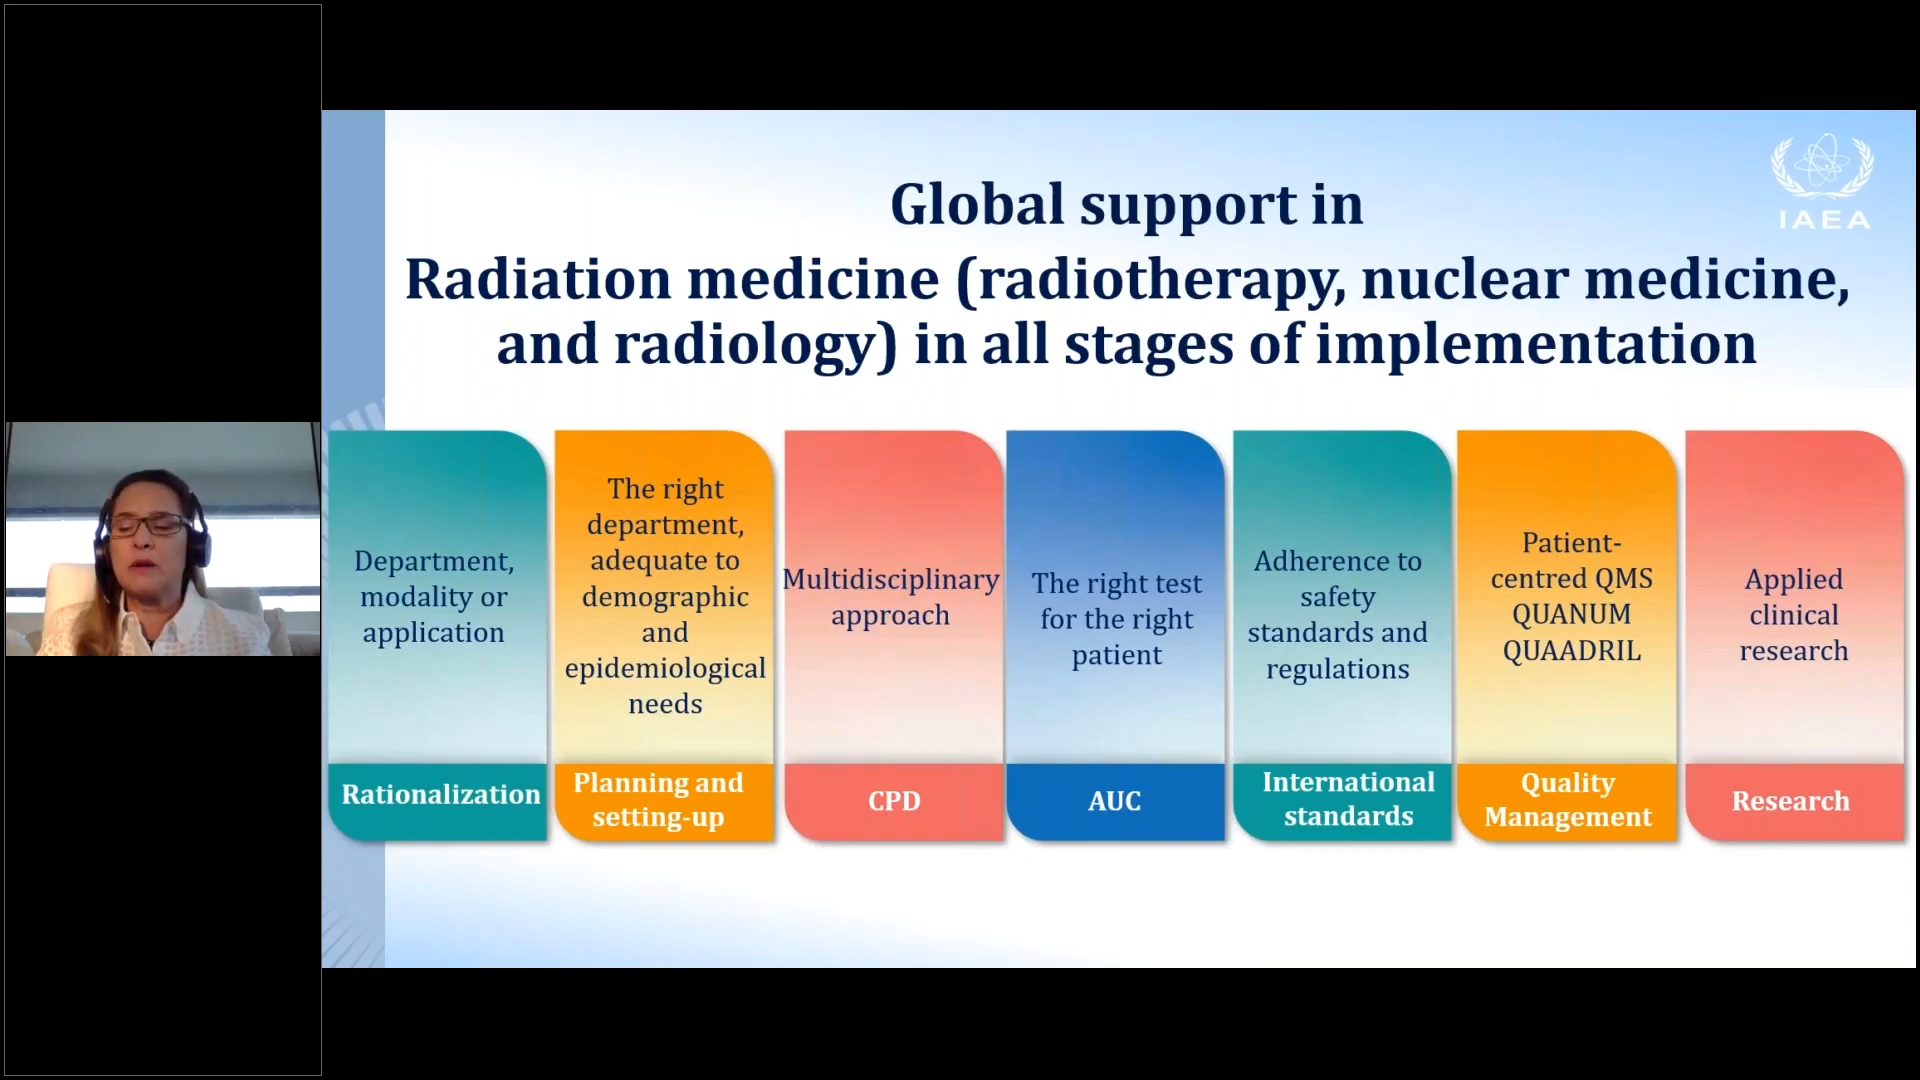 IAEA
Global support in
Radiation medicine (radiotherapy, nuclear medicine,
and radiology) in all stages of implementation
Department,
modality or
application
Rationalization
The right
department,
adequate to
demographic
and
epidemiological
needs
Planning and
setting-up
Multidisciplinary
approach
CPD
The right test
for the right
patient
AUC
Adherence to
safety
standards and
regulations
International
standards
Patient-
centred QMS
QUANUM
QUAADRIL
Quality
Management
Applied
clinical
research
Research